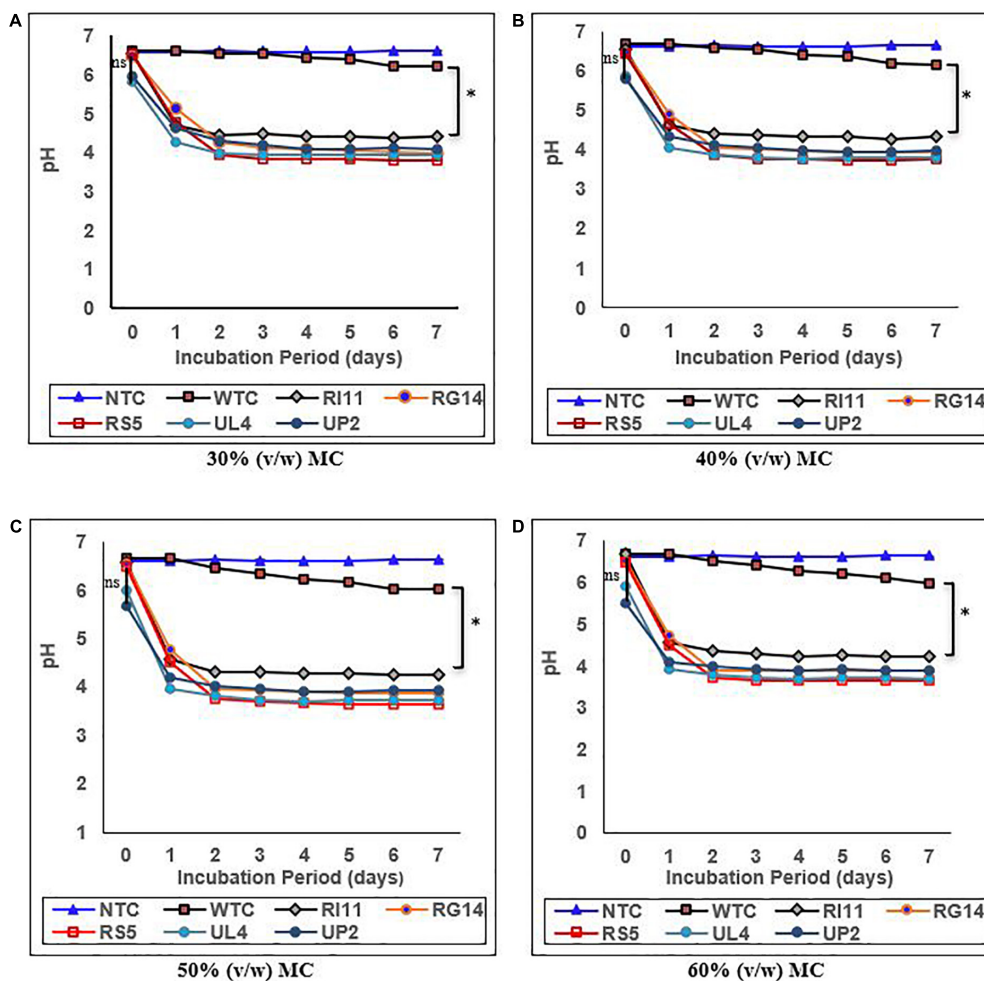 A
7
6
5
4
3
2
1
0
pH
ns
*
0 1 2 3 4 5 6 7
Incubation Period (days)
NTC WTC RI11 RG14
RS5 UL4 UP2
30% (v/w) MC
B
7
6
5
4
3
2
1
0
pH
ns
*
0 1 2 3 4 5 6 7
Incubation Period (days)
NTC WTC RI11 RG14
RS5 UL4 UP2
40% (v/w) MC
C
7
6
5
4
3
2
1
pH
ns
*
0 1 2 3 4 5 6 7
Incubation Period (days)
NTC WTC RI11 RG14
RS5 UL4 UP2
50% (v/w) MC
D
7
6
5
4
3
2
1
0
pH
ns
*
0 1 2 3 4 5 6 7
Incubation Period (days)
NTC WTC RI11 RG14
RS5 UL4 UP2
60% (v/w) MC